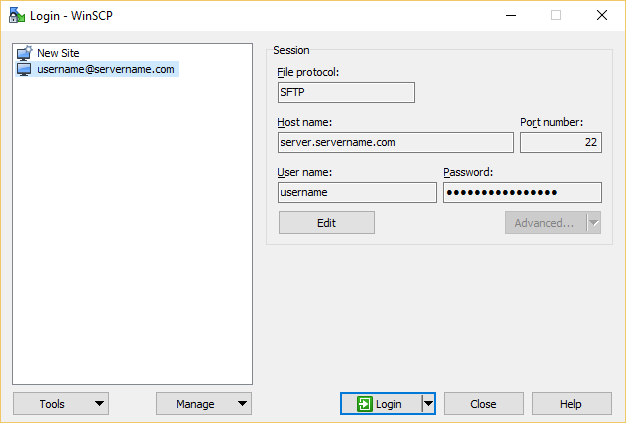 Login - WinSCP
New Site
username@servername.com
Session
File protocol:
SFTP
Host name:
Port number:
server.servername.com
22
User name:
Password:
username
••••••••••••••••
Edit
Advanced...
Tools
Manage
Login
Close
Help